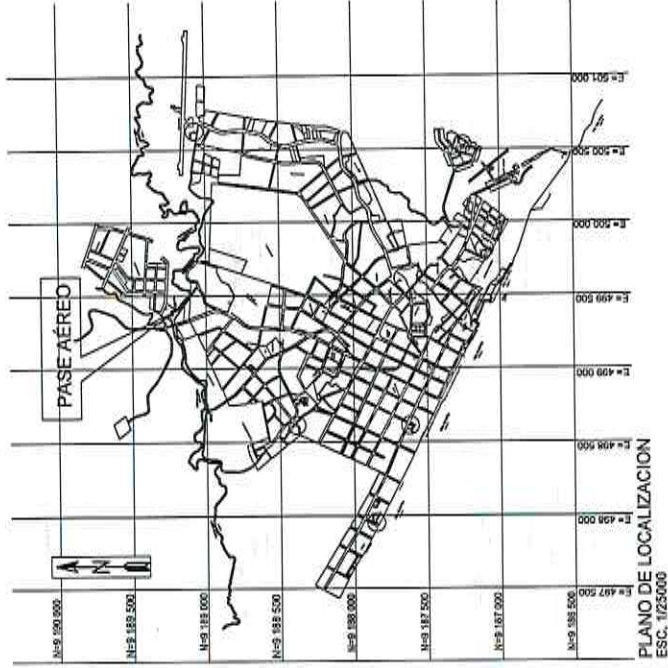 PASE AÉREO
N
N=9 190 000
N=9 189 500
N=9 189 000
N=9 188 500
N=9 188 000
N=9 187 500
N=9 187 000
N=9 186 500
E= 497 500
E= 498 000
E= 498 500
E= 499 000
E= 499 500
E= 500 000
E= 500 500
E= 501 000
PLANO DE LOCALIZACION
ESC. 1/25000